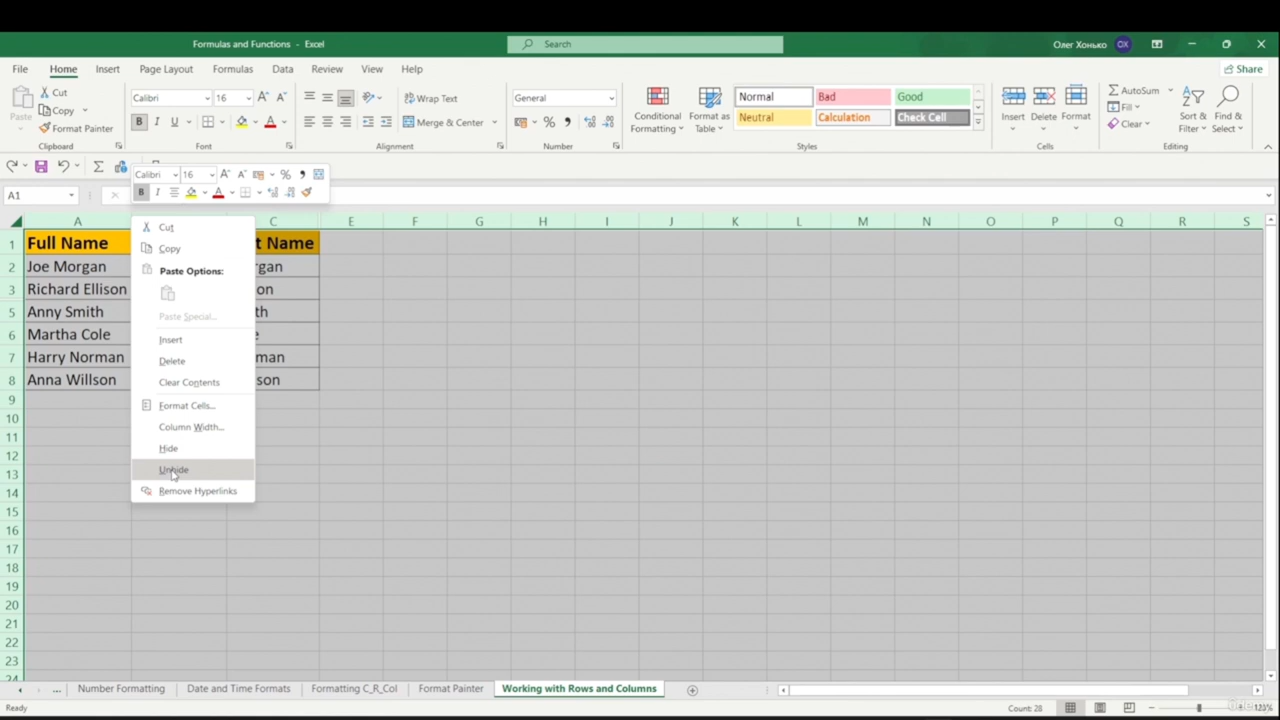 Formulas and Functions - Excel
Search
Олег Хонько
ОХ
File Home Insert Page Layout Formulas Data Review View Help
Share
Paste
Cut
Copy
Format Painter
Clipboard
Calibri 16
B I U
Font
Wrap Text
Merge & Center
Alignment
General
Number
Conditional Formatting
Format as Table
Normal Bad Good
Neutral Calculation Check Cell
Styles
Insert Delete Format
Cells
AutoSum
Fill
Clear
Sort & Filter
Find & Select
Editing
Calibri 16
B I
A1
A C E F G H I J K L M N O P Q R S
1 Full Name t Name
2 Joe Morgan rgan
3 Richard Ellison on
5 Anny Smith th
6 Martha Cole e
7 Harry Norman man
8 Anna Willson son
9
10
11
12
13
14
15
16
17
18
19
20
21
22
23
24
Cut
Copy
Paste Options:
Paste Special...
Insert
Delete
Clear Contents
Format Cells...
Column Width...
Hide
Unhide
Remove Hyperlinks
... Number Formatting Date and Time Formats Formatting C_R_Col Format Painter Working with Rows and Columns
Ready
Count: 28